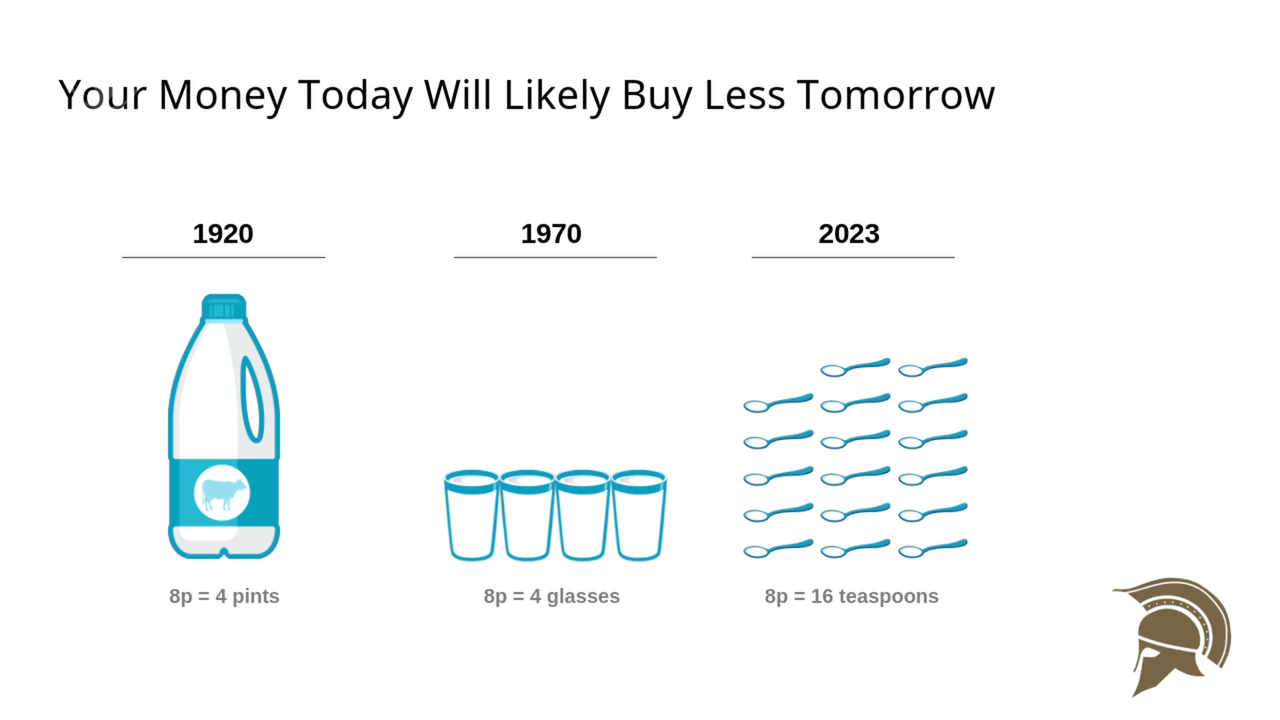 Your Money Today Will Likely Buy Less Tomorrow
1920
1970
2023
8p = 4 pints
8p = 4 glasses
8p = 16 teaspoons